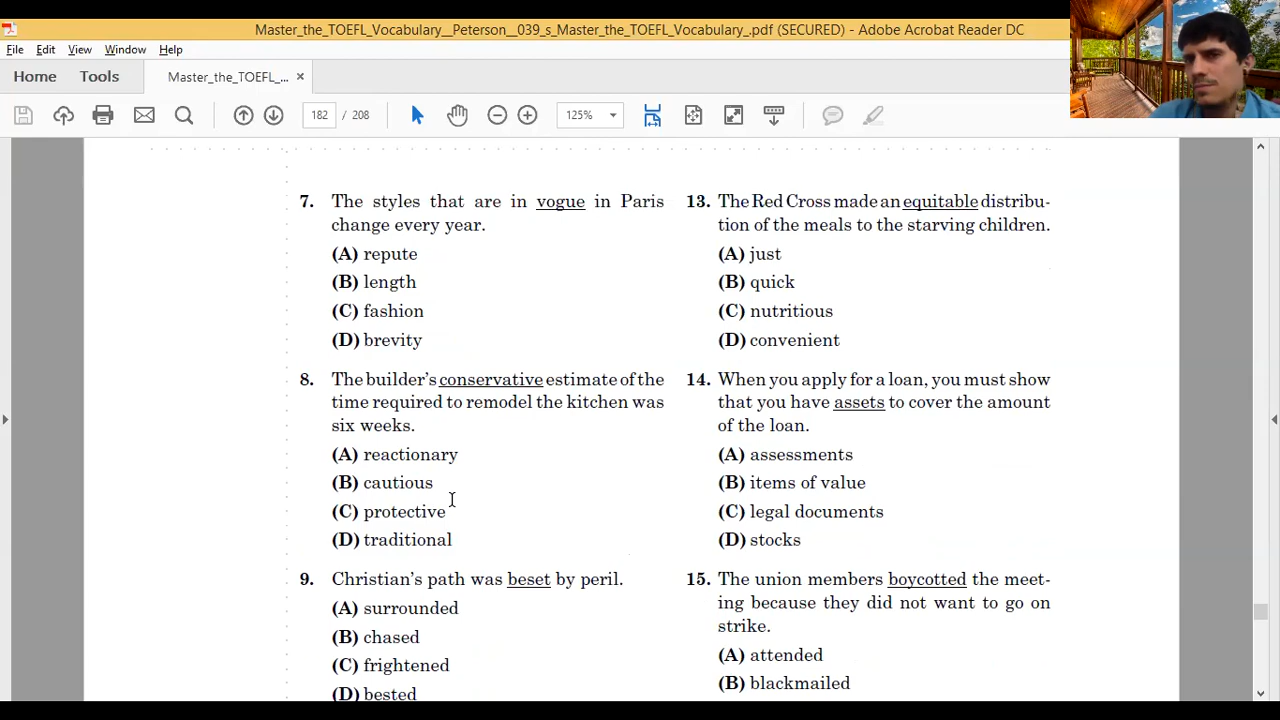 Master_the_TOEFL_Vocabulary__Peterson__039_s_Master_the_TOEFL_Vocabulary_.pdf (SECURED) - Adobe Acrobat Reader DC
File Edit View Window Help
Home Tools Master_the_TOEFL_... ×
182 / 208 125%
7. The styles that are in vogue in Paris
change every year.
(A) repute
(B) length
(C) fashion
(D) brevity
8. The builder's conservative estimate of the
time required to remodel the kitchen was
six weeks.
(A) reactionary
(B) cautious
(C) protective
(D) traditional
9. Christian's path was beset by peril.
(A) surrounded
(B) chased
(C) frightened
(D) bested
13. The Red Cross made an equitable distribu-
tion of the meals to the starving children.
(A) just
(B) quick
(C) nutritious
(D) convenient
14. When you apply for a loan, you must show
that you have assets to cover the amount
of the loan.
(A) assessments
(B) items of value
(C) legal documents
(D) stocks
15. The union members boycotted the meet-
ing because they did not want to go on
strike.
(A) attended
(B) blackmailed